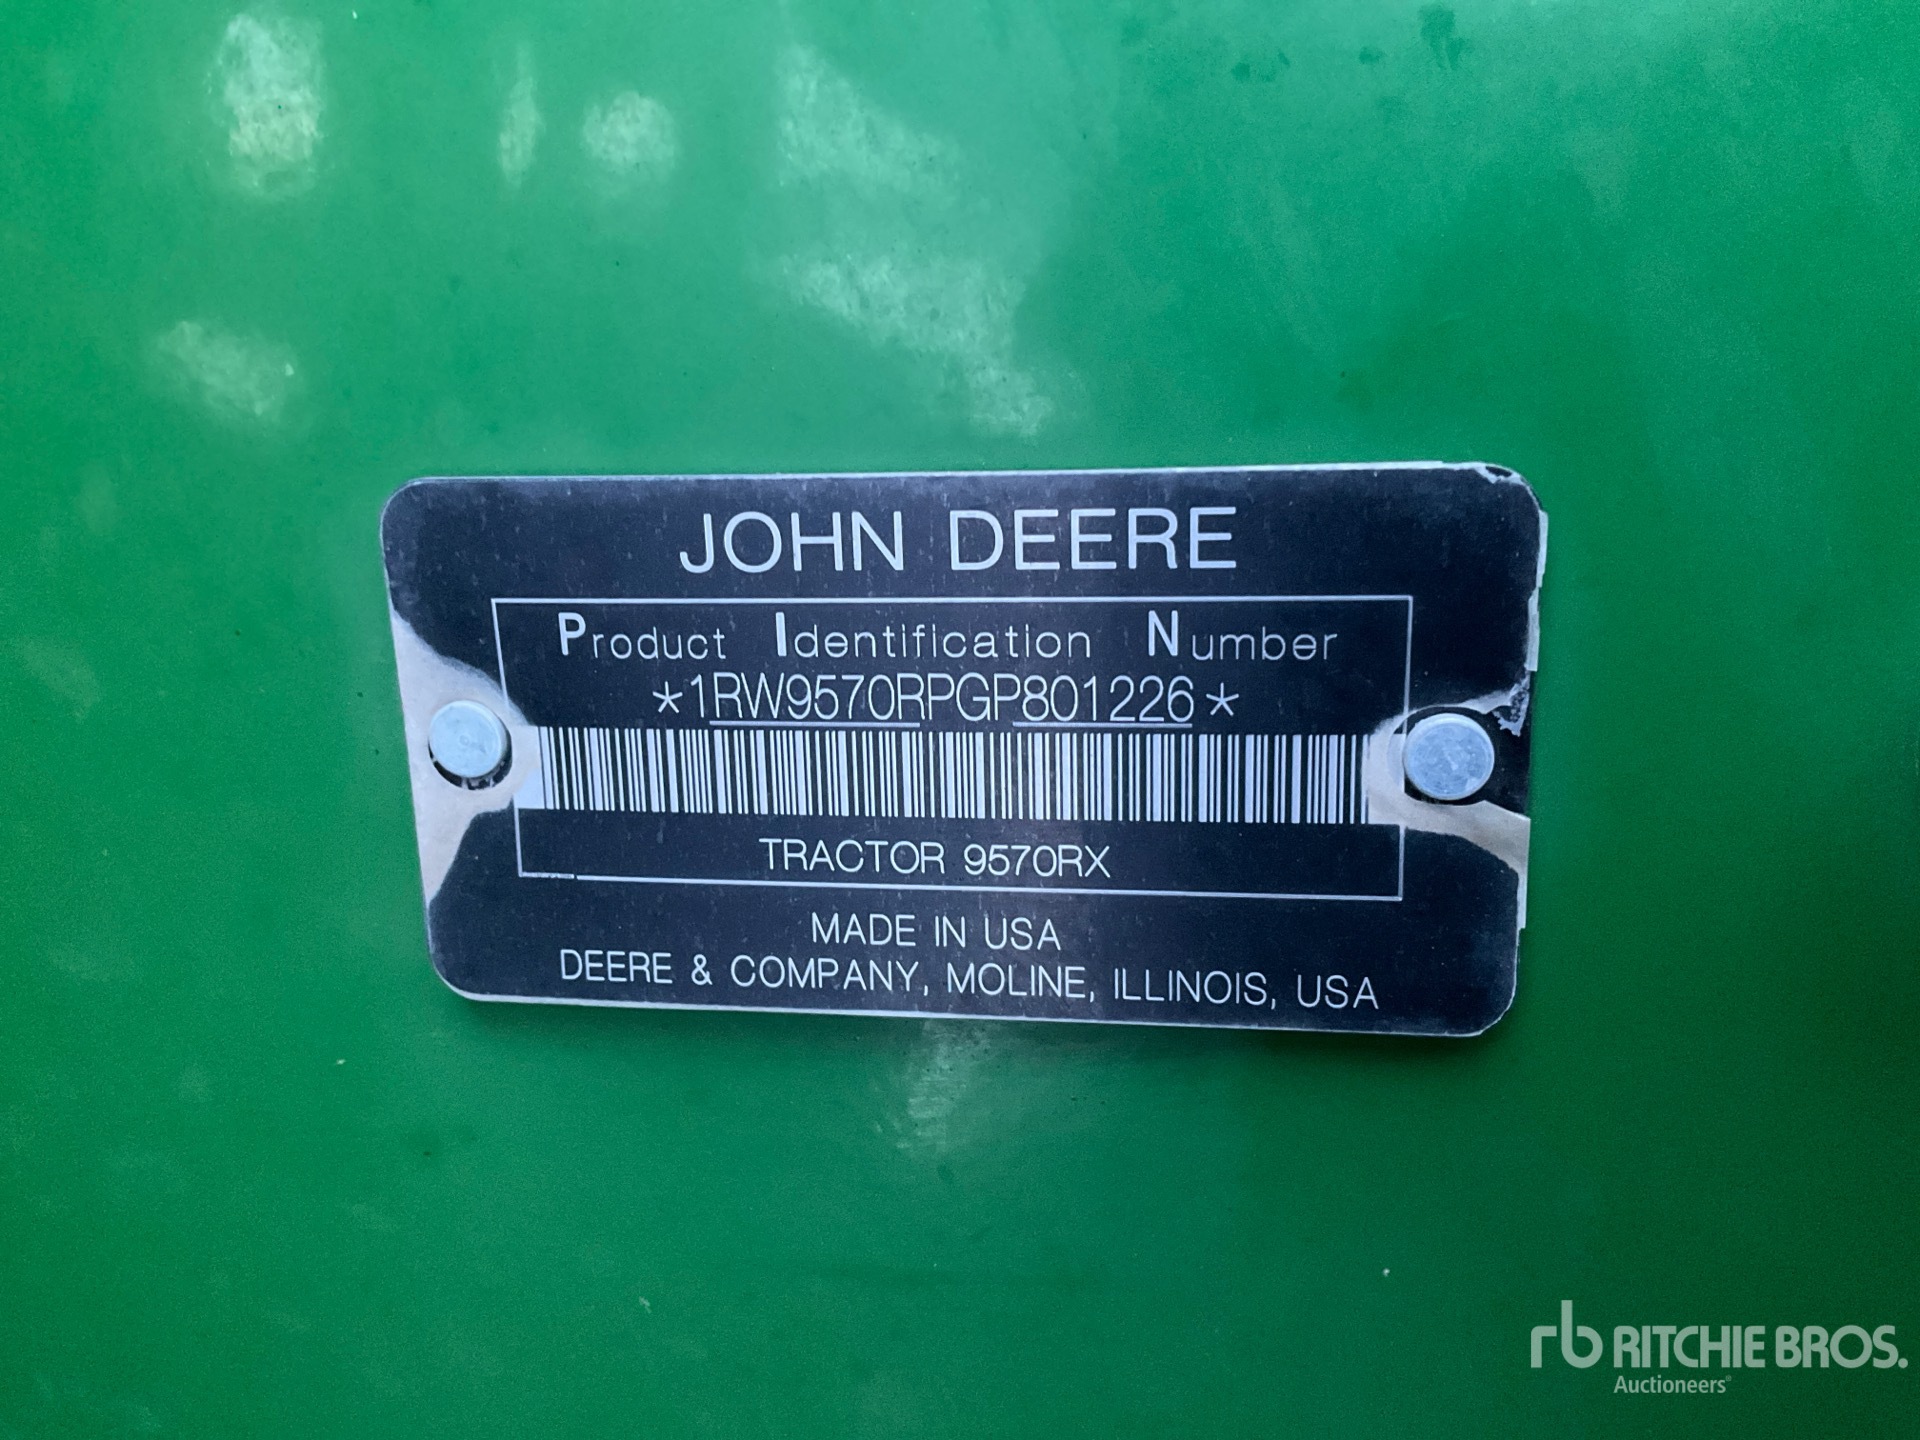 JOHN DEERE
Product Identification Number
*1RW9570RPGP801226*
TRACTOR 9570RX
MADE IN USA
DEERE & COMPANY, MOLINE, ILLINOIS, USA
rb RITCHIE BROS.
Auctioneers®